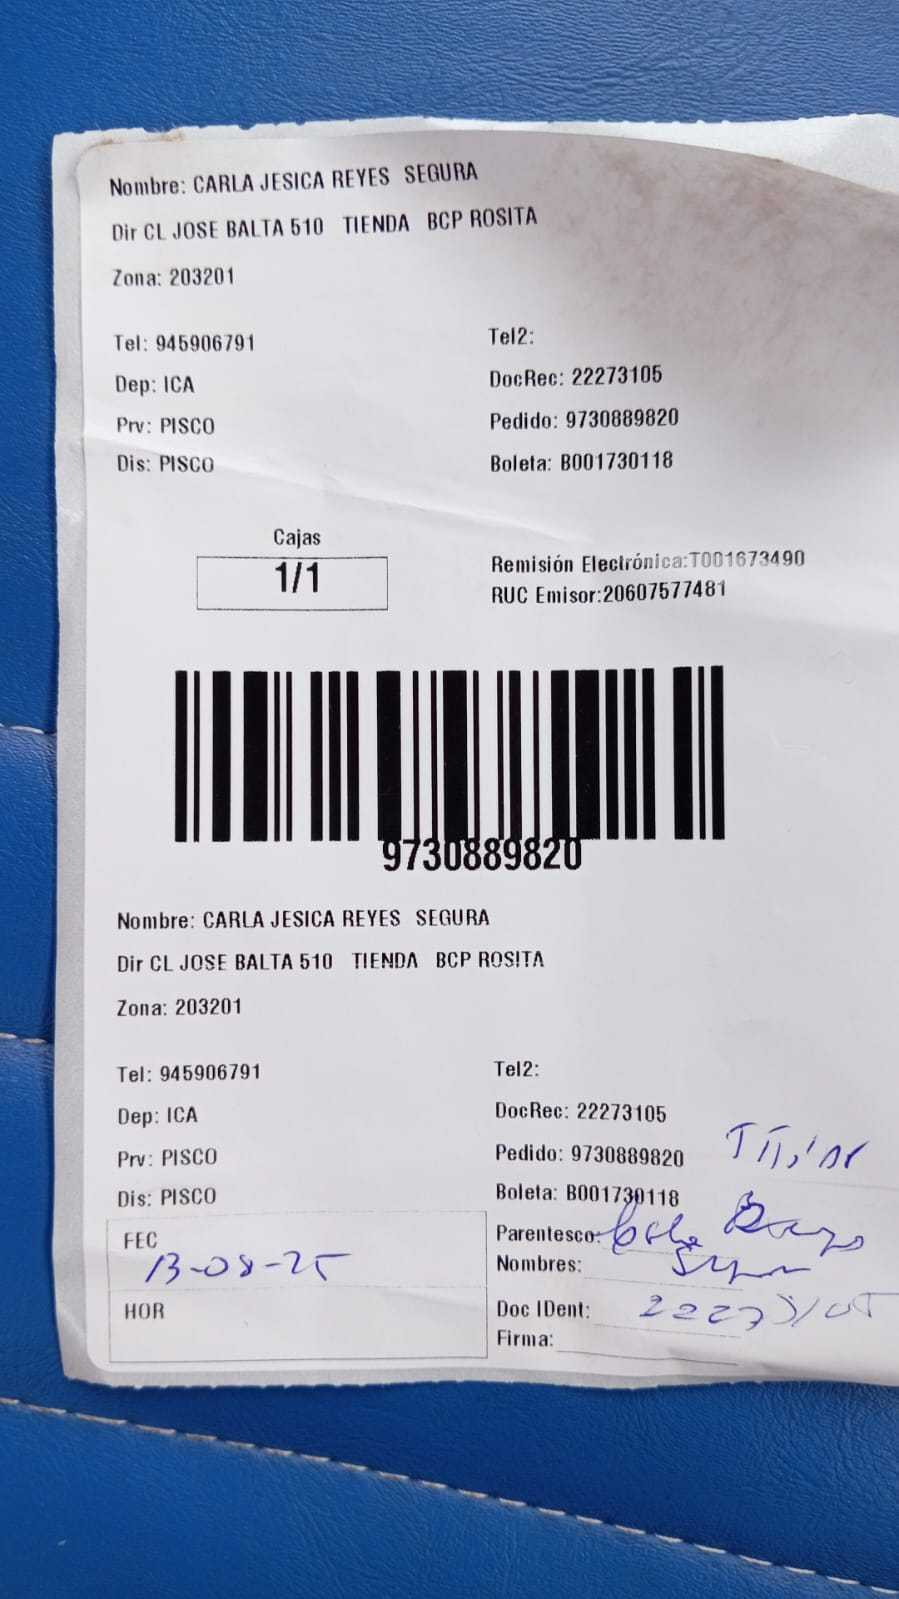 Nombre: CARLA JESICA REYES SEGURA
Dir CL JOSE BALTA 510 TIENDA BCP ROSITA
Zona: 203201
Tel: 945906791
Tel2:
Dep: ICA
DocRec: 22273105
Prv: PISCO
Pedido: 9730889820
Dis: PISCO
Boleta: B001730118
Cajas
1/1
Remisión Electrónica:T001673490
RUC Emisor:20607577481
9730889820
Nombre: CARLA JESICA REYES SEGURA
Dir CL JOSE BALTA 510 TIENDA BCP ROSITA
Zona: 203201
Tel: 945906791
Tel2:
Dep: ICA
DocRec: 22273105
Prv: PISCO
Pedido: 9730889820
Titular
Dis: PISCO
Boleta: B001730118
FEC
13-08-25
Parentesco:
Nombres:
HOR
Doc IDent: 22273105
Firma: